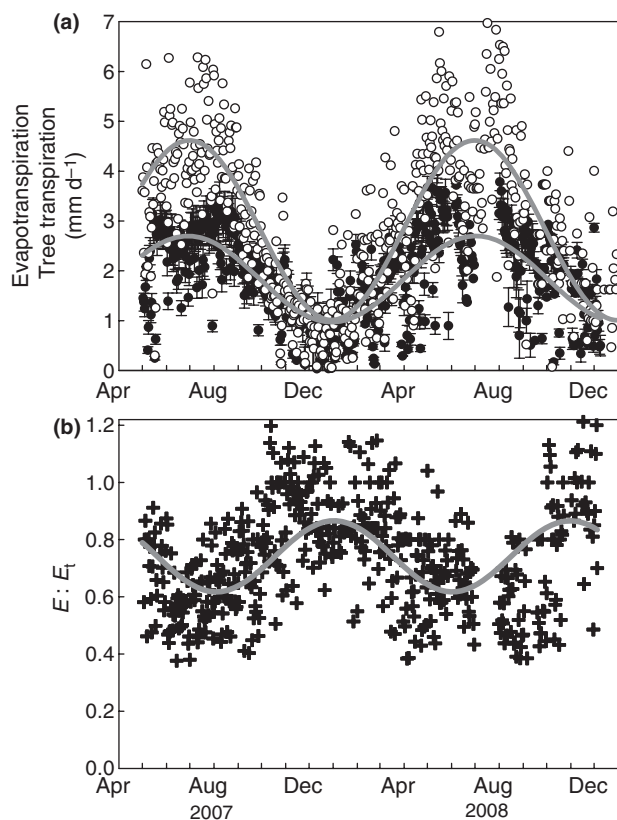 (a)
7
6
5
4
3
2
1
0
Evapotranspiration
Tree transpiration
(mm d⁻¹)
Apr Aug Dec Apr Aug Dec
(b)
1.2
1.0
0.8
0.6
0.4
0.2
0.0
E : Et
Apr Aug Dec Apr Aug Dec
2007 2008